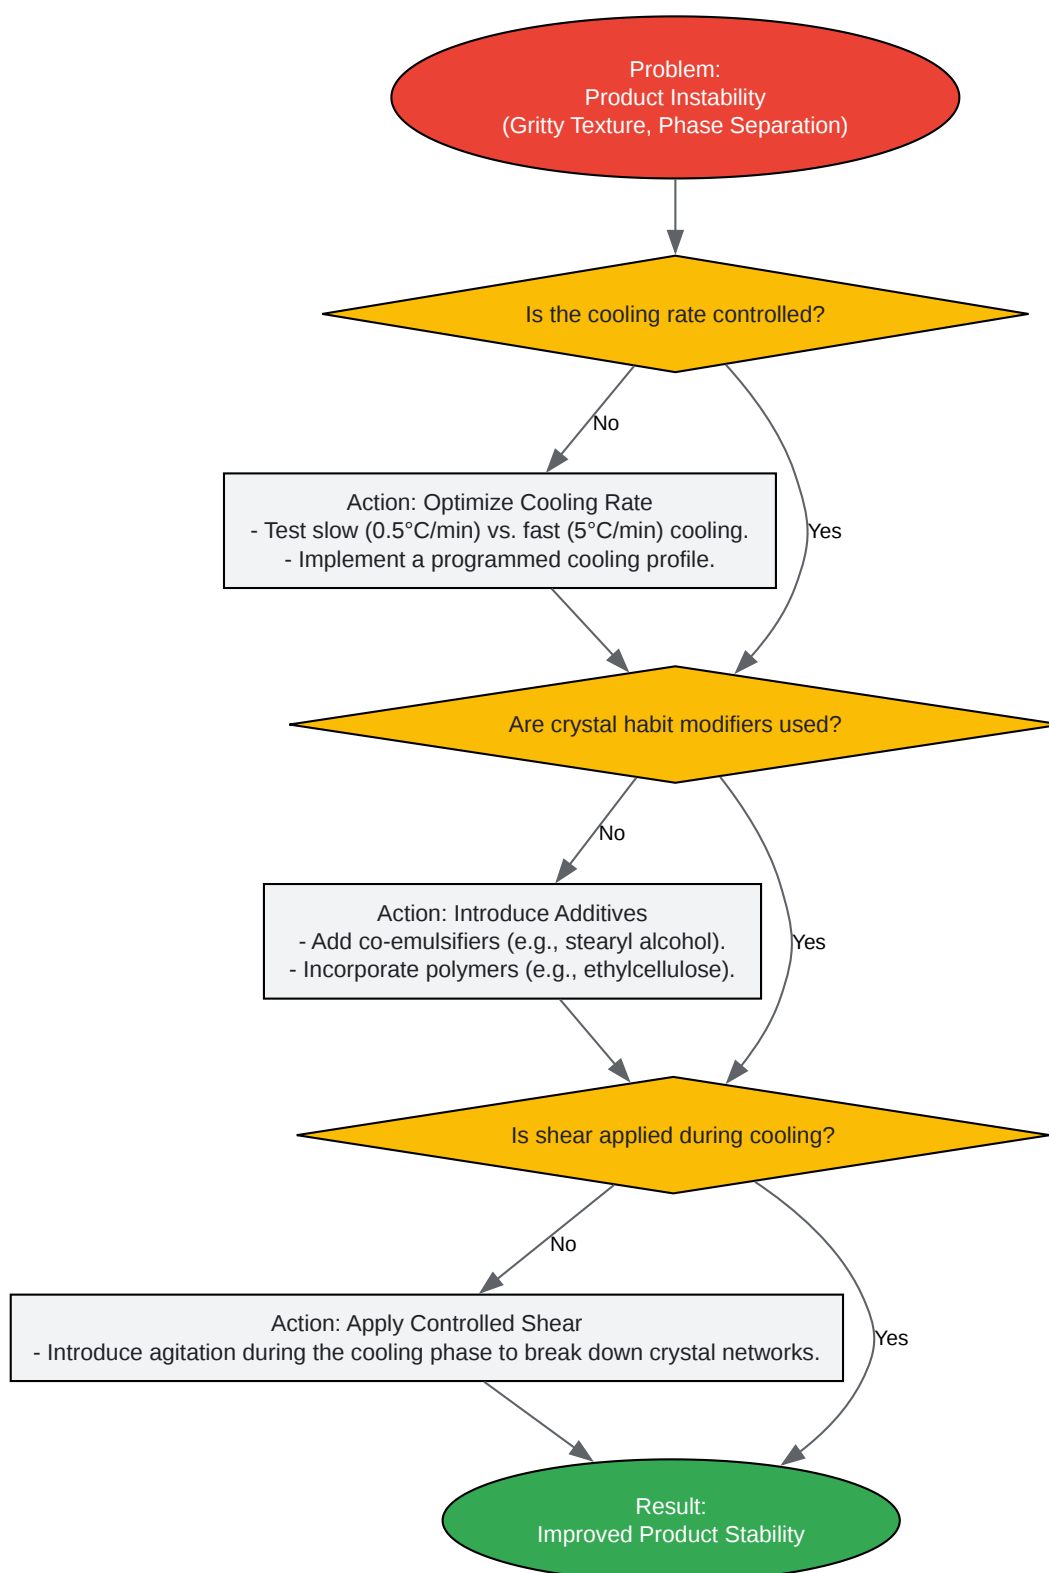 Problem:
Product Instability
(Gritty Texture, Phase Separation)
Is the cooling rate controlled?
No
Action: Optimize Cooling Rate
- Test slow (0.5°C/min) vs. fast (5°C/min) cooling.
- Implement a programmed cooling profile.
Yes
Are crystal habit modifiers used?
No
Action: Introduce Additives
- Add co-emulsifiers (e.g., stearyl alcohol).
- Incorporate polymers (e.g., ethylcellulose).
Yes
Is shear applied during cooling?
No
Action: Apply Controlled Shear
- Introduce agitation during the cooling phase to break down crystal networks.
Yes
Result:
Improved Product Stability